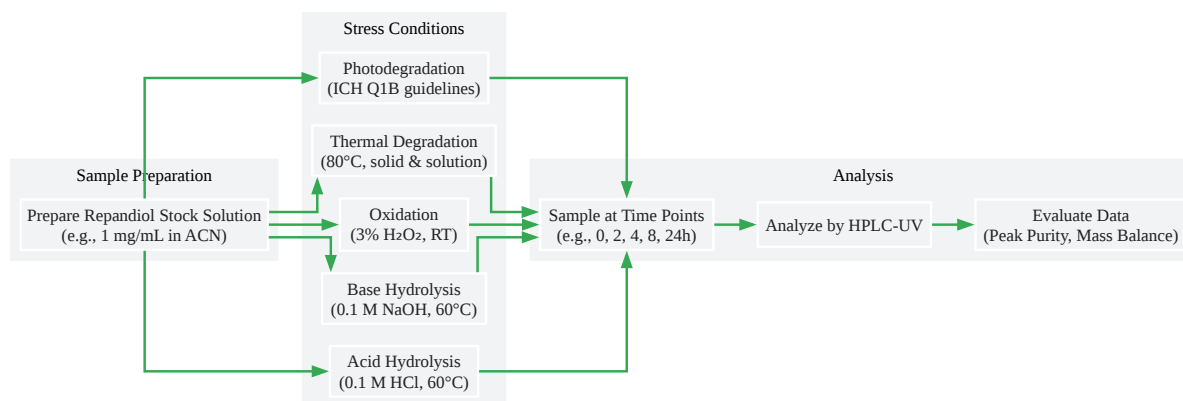 Stress Conditions
Photodegradation
(ICH Q1B guidelines)
Thermal Degradation
(80°C, solid & solution)
Sample Preparation
Analysis
Prepare Repandiol Stock Solution
(e.g., 1 mg/mL in ACN)
Oxidation
(3% H₂O₂, RT)
Sample at Time Points
(e.g., 0, 2, 4, 8, 24h)
Analyze by HPLC-UV
Evaluate Data
(Peak Purity, Mass Balance)
Base Hydrolysis
(0.1 M NaOH, 60°C)
Acid Hydrolysis
(0.1 M HCl, 60°C)